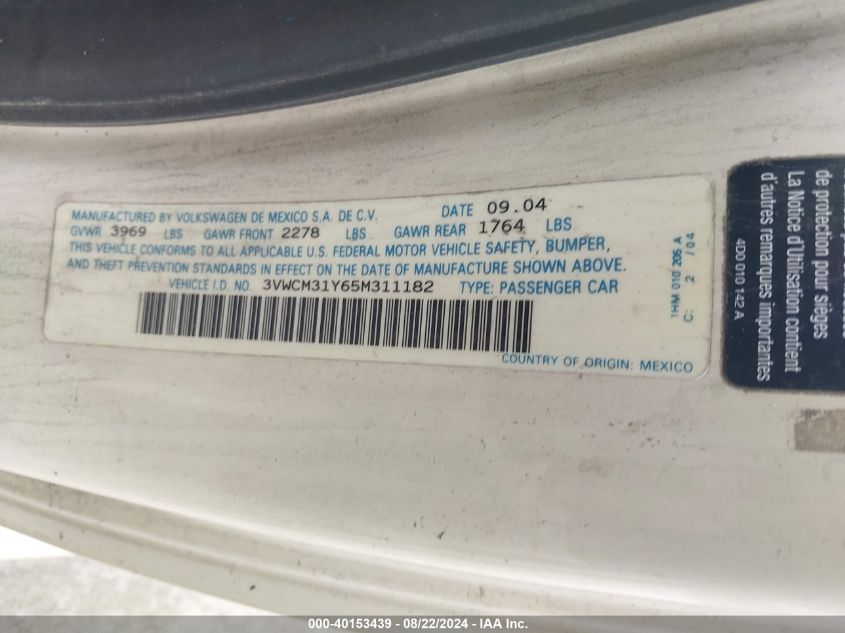 MANUFACTURED BY VOLKSWAGEN DE MEXICO S.A. DE C.V. DATE 09.04
GVWR 3969 LBS GAWR FRONT 2278 LBS GAWR REAR 1764 LBS
THIS VEHICLE CONFORMS TO ALL APPLICABLE U.S. FEDERAL MOTOR VEHICLE SAFETY, BUMPER,
AND THEFT PREVENTION STANDARDS IN EFFECT ON THE DATE OF MANUFACTURE SHOWN ABOVE.
VEHICLE I.D. NO. 3VWCM31Y65M311182 TYPE: PASSENGER CAR
COUNTRY OF ORIGIN: MEXICO
1HM 010 205 A
C: 2 / 04
de protection pour sièges
La Notice d'Utilisation contient
d'autres remarques importantes
4D0 010 142 A
000-40153439 - 08/22/2024 - IAA Inc.